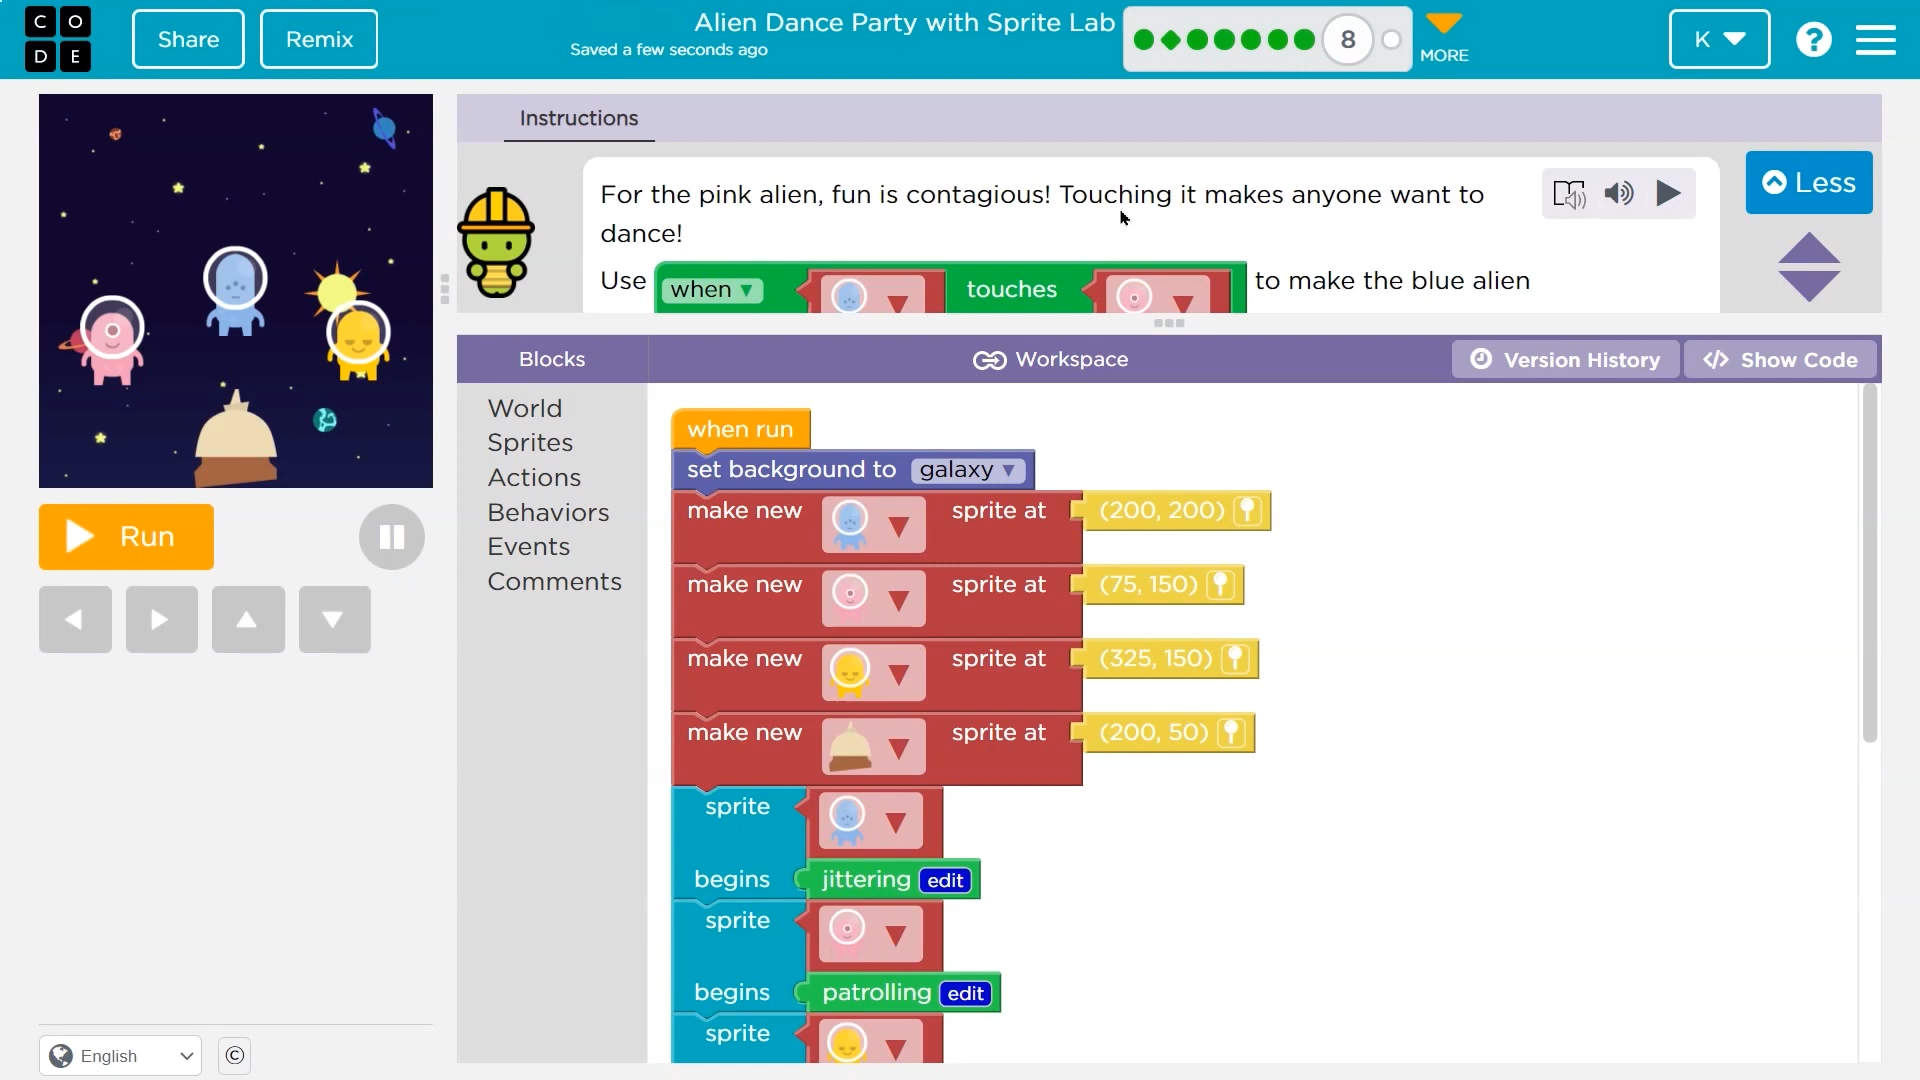 CO
DE
Share
Remix
Alien Dance Party with Sprite Lab
Saved a few seconds ago
8
MORE
K
?
Instructions
For the pink alien, fun is contagious! Touching it makes anyone want to
dance!
Use when touches to make the blue alien
Less
Blocks
Workspace
Version History
Show Code
World
Sprites
Actions
Behaviors
Events
Comments
when run
set background to galaxy
make new sprite at (200, 200)
make new sprite at (75, 150)
make new sprite at (325, 150)
make new sprite at (200, 50)
sprite
begins jittering edit
sprite
begins patrolling edit
sprite
Run
English
©